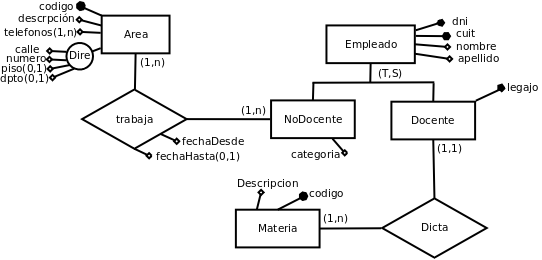 codigo
descrpción
telefonos(1,n)
Area
calle
numero
piso(0,1)
dpto(0,1)
Dire
(1,n)
dni
cuit
nombre
apellido
Empleado
(T,S)
legajo
trabaja
(1,n)
NoDocente
Docente
fechaDesde
fechaHasta(0,1)
categoria
(1,1)
Descripcion
codigo
Materia
(1,n)
Dicta